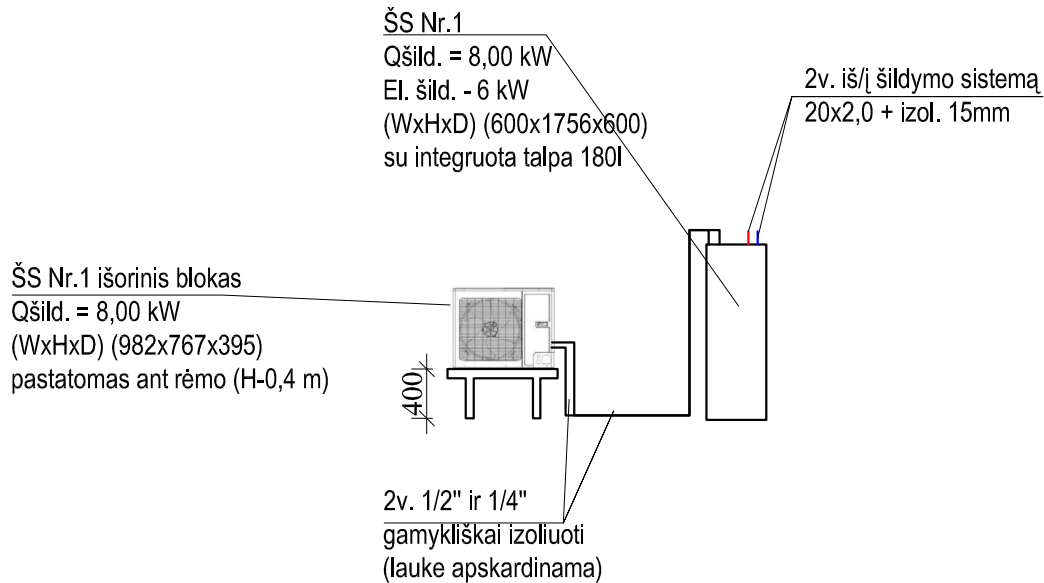 ŠS Nr.1
Qšild. = 8,00 kW
El. šild. - 6 kW
(WxHxD) (600x1756x600)
su integruota talpa 180l
2v. iš/į šildymo sistemą
20x2,0 + izol. 15mm
ŠS Nr.1 išorinis blokas
Qšild. = 8,00 kW
(WxHxD) (982x767x395)
pastatomas ant rėmo (H-0,4 m)
400
2v. 1/2" ir 1/4"
gamykliškai izoliuoti
(lauke apskardinama)